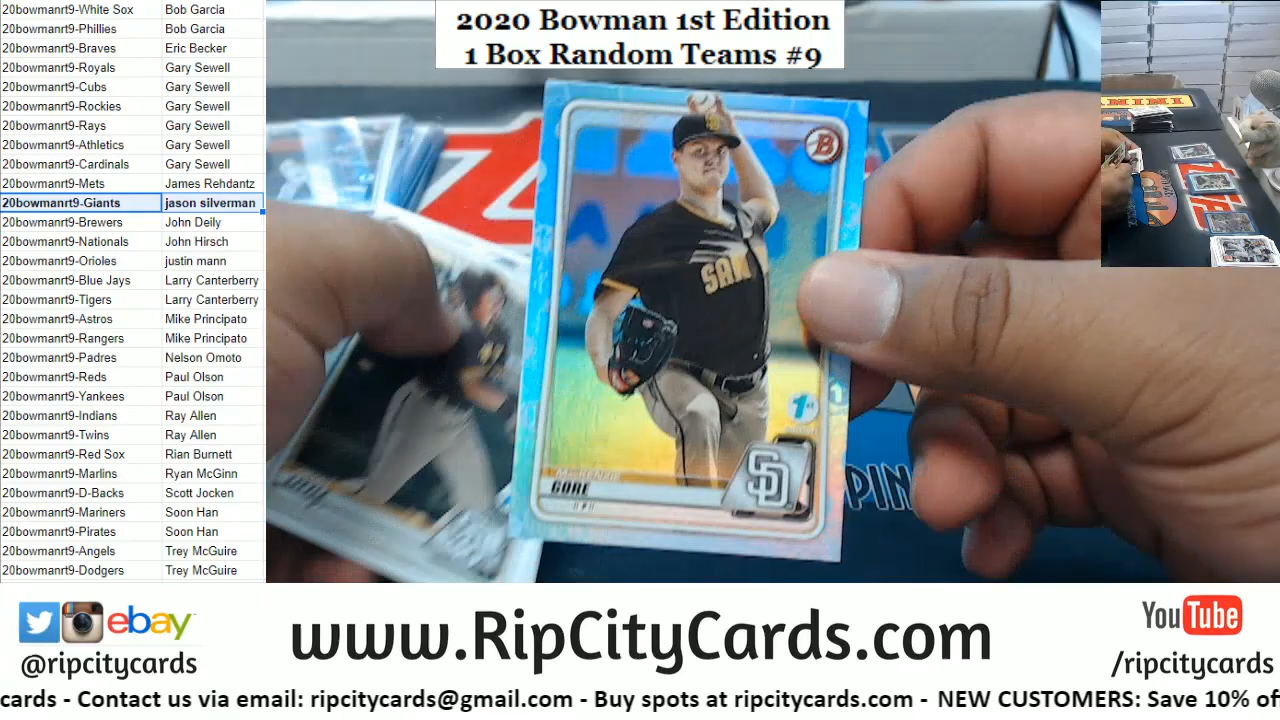 2020 Bowman 1st Edition
1 Box Random Teams #9
20bowmanrt9-White Sox Bob Garcia
20bowmanrt9-Phillies Bob Garcia
20bowmanrt9-Braves Eric Becker
20bowmanrt9-Royals Gary Sewell
20bowmanrt9-Cubs Gary Sewell
20bowmanrt9-Rockies Gary Sewell
20bowmanrt9-Rays Gary Sewell
20bowmanrt9-Athletics Gary Sewell
20bowmanrt9-Cardinals Gary Sewell
20bowmanrt9-Mets James Rehdantz
20bowmanrt9-Giants jason silverman
20bowmanrt9-Brewers John Deily
20bowmanrt9-Nationals John Hirsch
20bowmanrt9-Orioles justin mann
20bowmanrt9-Blue Jays Larry Canterberry
20bowmanrt9-Tigers Larry Canterberry
20bowmanrt9-Astros Mike Principato
20bowmanrt9-Rangers Mike Principato
20bowmanrt9-Padres Nelson Omoto
20bowmanrt9-Reds Paul Olson
20bowmanrt9-Yankees Paul Olson
20bowmanrt9-Indians Ray Allen
20bowmanrt9-Twins Ray Allen
20bowmanrt9-Red Sox Rian Burnett
20bowmanrt9-Marlins Ryan McGinn
20bowmanrt9-D-Backs Scott Jocken
20bowmanrt9-Mariners Soon Han
20bowmanrt9-Pirates Soon Han
20bowmanrt9-Angels Trey McGuire
20bowmanrt9-Dodgers Trey McGuire
B
SAN
1st
MacKenzie
GORE
SD
PIN
ebay
@ripcitycards
www.RipCityCards.com
YouTube
/ripcitycards
cards - Contact us via email: ripcitycards@gmail.com - Buy spots at ripcitycards.com - NEW CUSTOMERS: Save 10% of